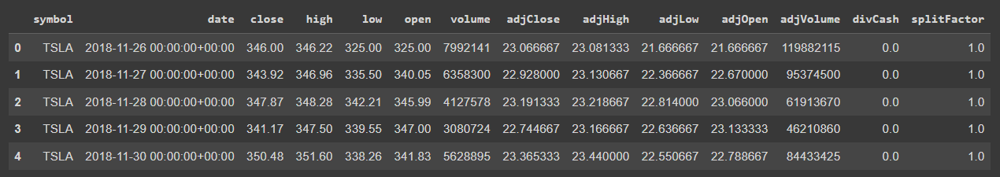 symbol date close high low open volume adjClose adjHigh adjLow adjOpen adjVolume divCash splitFactor
0 TSLA 2018-11-26 00:00:00+00:00 346.00 346.22 325.00 325.00 7992141 23.066667 23.081333 21.666667 21.666667 119882115 0.0 1.0
1 TSLA 2018-11-27 00:00:00+00:00 343.92 346.96 335.50 340.05 6358300 22.928000 23.130667 22.366667 22.670000 95374500 0.0 1.0
2 TSLA 2018-11-28 00:00:00+00:00 347.87 348.28 342.21 345.99 4127578 23.191333 23.218667 22.814000 23.066000 61913670 0.0 1.0
3 TSLA 2018-11-29 00:00:00+00:00 341.17 347.50 339.55 347.00 3080724 22.744667 23.166667 22.636667 23.133333 46210860 0.0 1.0
4 TSLA 2018-11-30 00:00:00+00:00 350.48 351.60 338.26 341.83 5628895 23.365333 23.440000 22.550667 22.788667 84433425 0.0 1.0